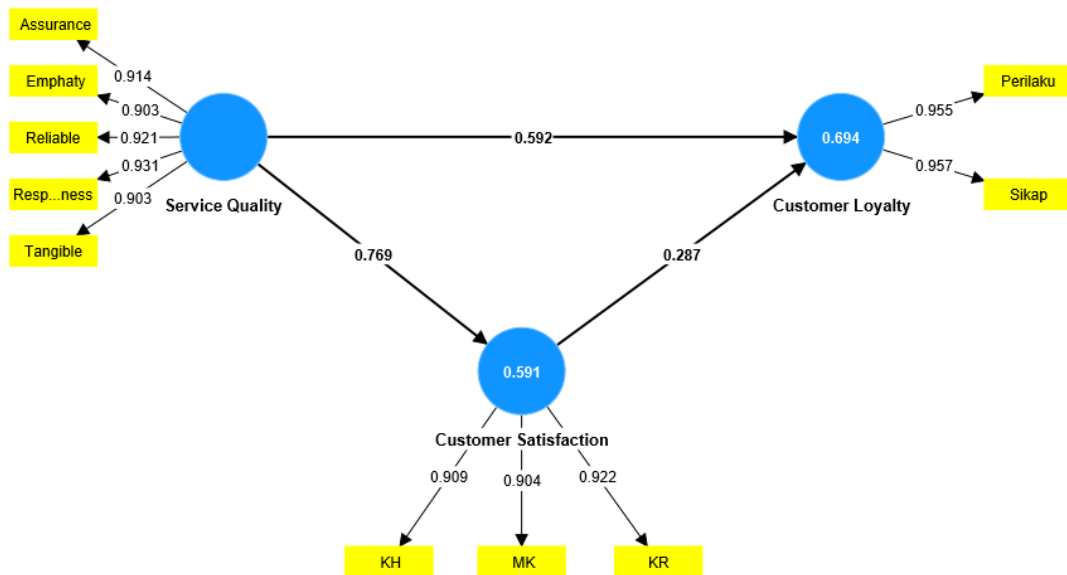 Assurance
0.914
Emphaty
0.903
Reliable
0.921
0.931
Resp...ness
0.903
Tangible
Service Quality
0.592
0.769
0.287
0.694
Customer Loyalty
0.955
Perilaku
0.957
Sikap
0.591
Customer Satisfaction
0.909
0.904
0.922
KH
MK
KR